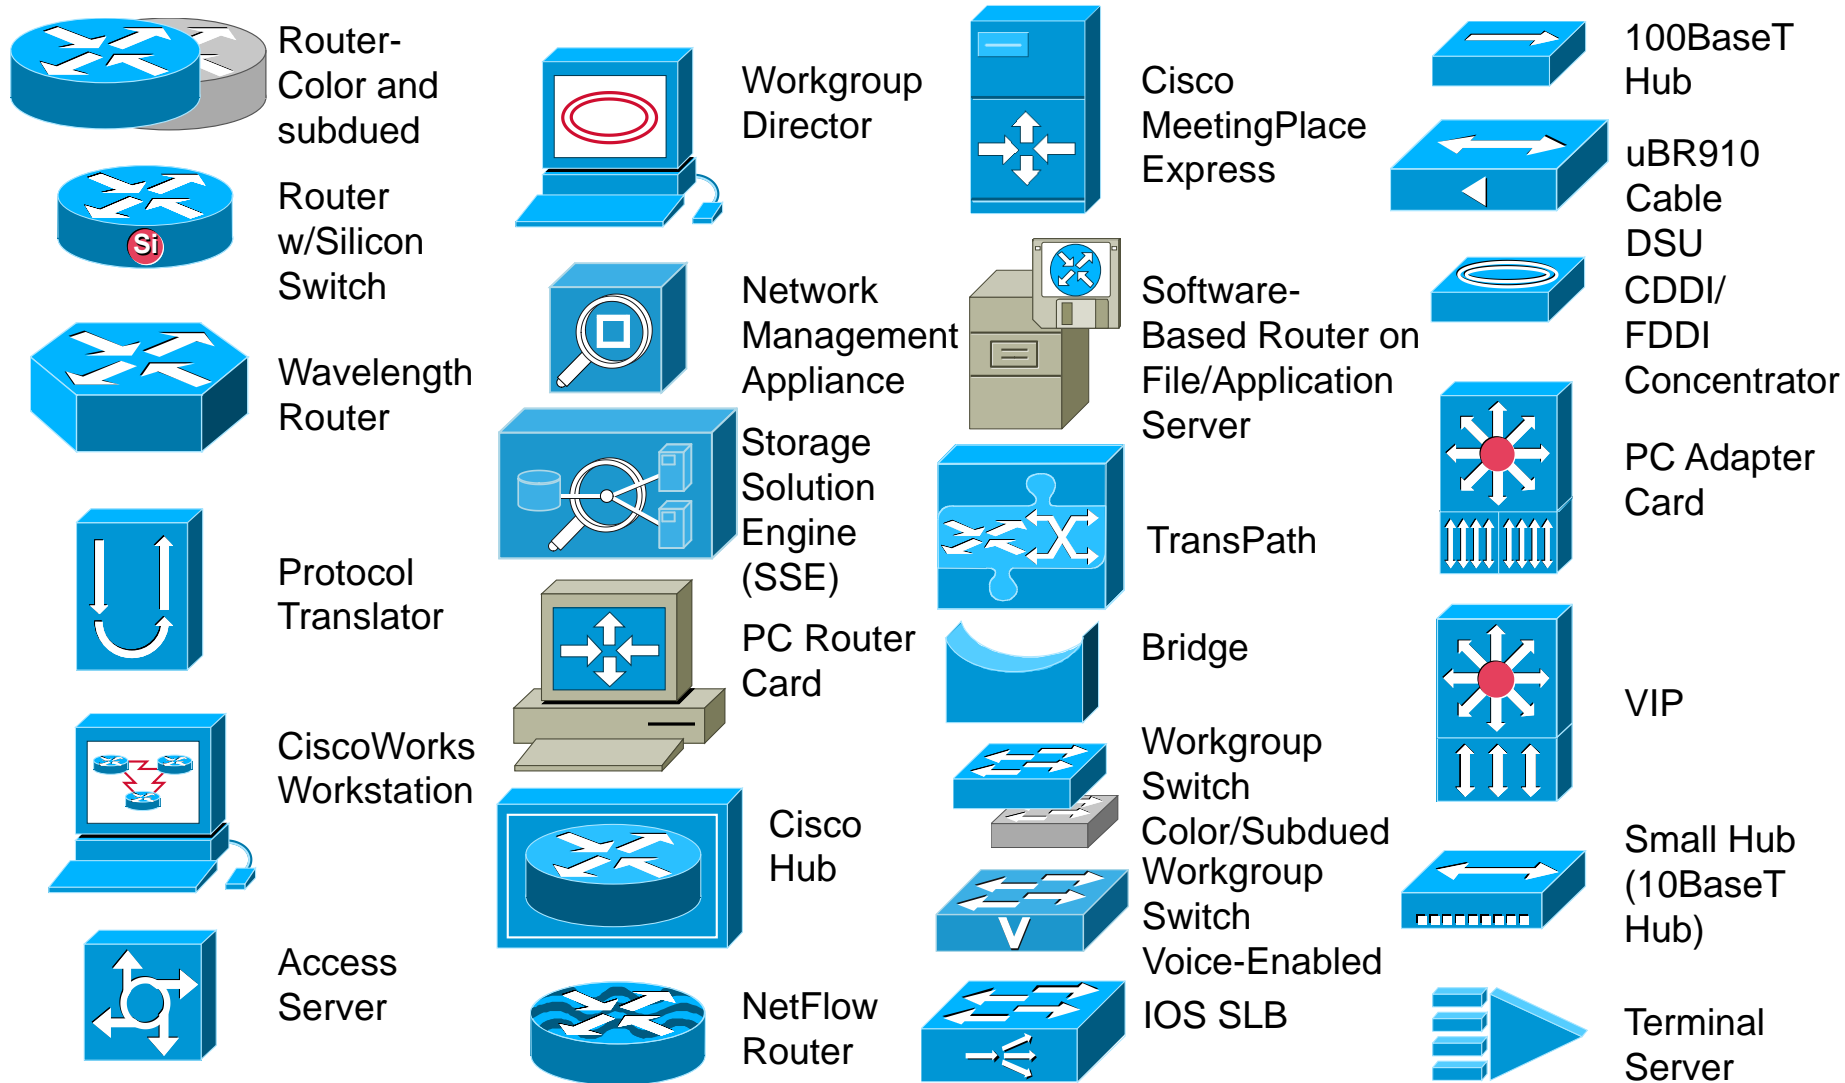 Router-
Color and
subdued
Si
Router
w/Silicon
Switch
Wavelength
Router
Protocol
Translator
CiscoWorks
Workstation
Access
Server
Workgroup
Director
Network
Management
Appliance
Storage
Solution
Engine
(SSE)
PC Router
Card
Cisco
Hub
NetFlow
Router
Cisco
MeetingPlace
Express
Software-
Based Router on
File/Application
Server
TransPath
Bridge
Workgroup
Switch
Color/Subdued
V
Workgroup
Switch
Voice-Enabled
IOS SLB
100BaseT
Hub
uBR910
Cable
DSU
CDDI/
FDDI
Concentrator
PC Adapter
Card
VIP
Small Hub
(10BaseT
Hub)
Terminal
Server